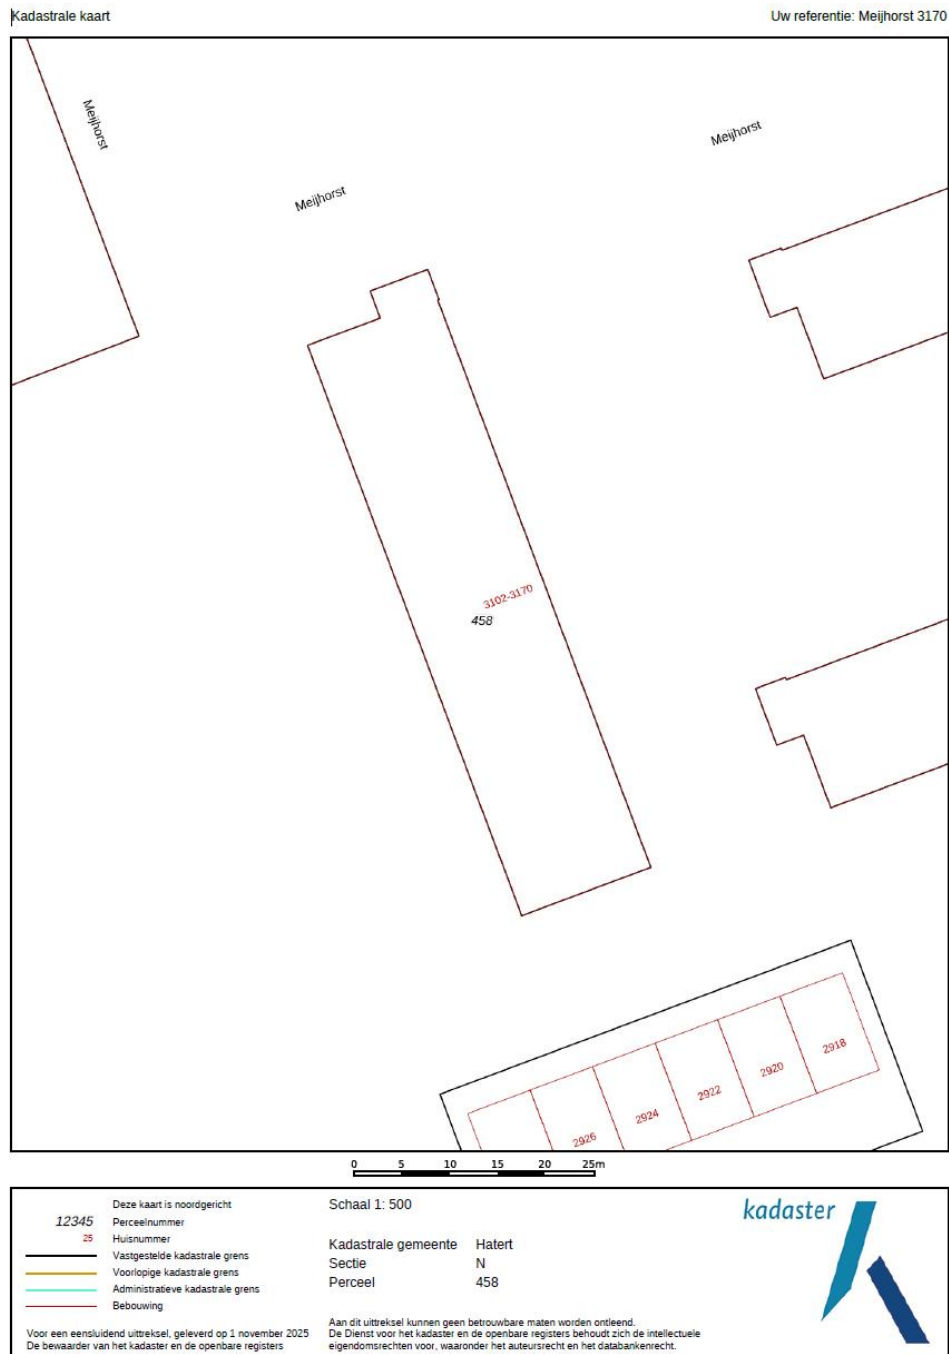 Kadastrale kaart
Uw referentie: Meijhorst 3170
Meijhorst
Meijhorst
Meijhorst
3102-3170
458
2918
2920
2922
2924
2926
0 5 10 15 20 25m
Deze kaart is noordgericht
12345 Perceelnummer
25 Huisnummer
Vastgestelde kadastrale grens
Voorlopige kadastrale grens
Administratieve kadastrale grens
Bebouwing
Voor een eensluidend uittreksel, geleverd op 1 november 2025
De bewaarder van het kadaster en de openbare registers
Schaal 1: 500
Kadastrale gemeente Hatert
Sectie N
Perceel 458
Aan dit uittreksel kunnen geen betrouwbare maten worden ontleend.
De Dienst voor het kadaster en de openbare registers behoudt zich de intellectuele
eigendomsrechten voor, waaronder het auteursrecht en het databankenrecht.
kadaster